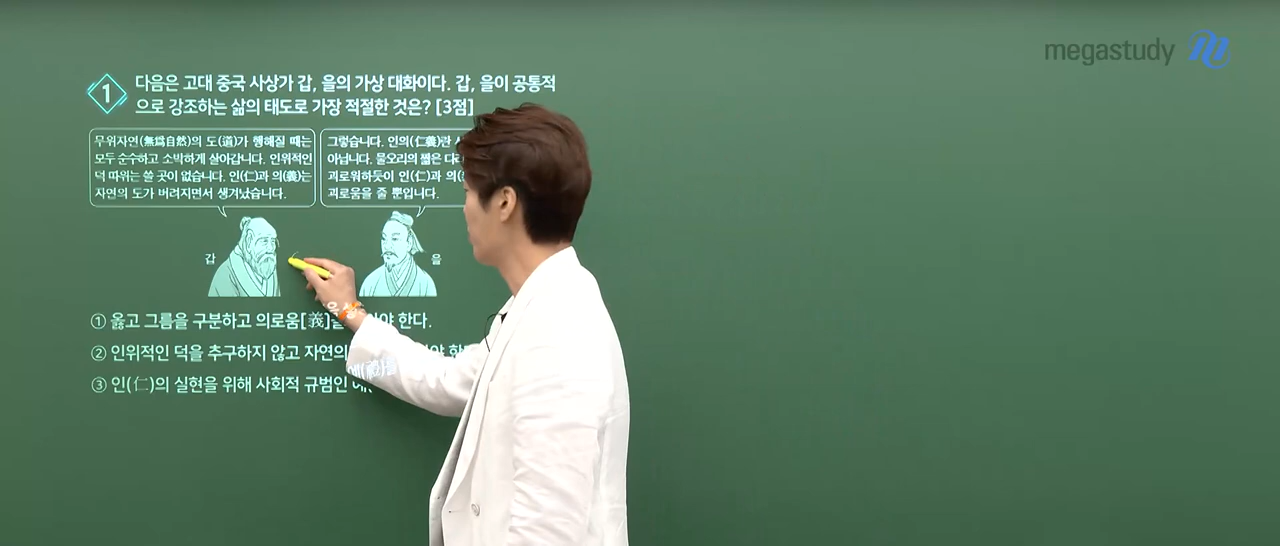 megastudy
1
다음은 고대 중국 사상가 갑, 을의 가상 대화이다. 갑, 을이 공통적
으로 강조하는 삶의 태도로 가장 적절한 것은? [3점]
무위자연(無爲自然)의 도(道)가 행해질 때는
모두 순수하고 소박하게 살아갑니다. 인위적인
덕 따위는 쓸 곳이 없습니다. 인(仁)과 의(義)는
자연의 도가 버려지면서 생겨났습니다.
그렇습니다. 인의(仁義)란
아닙니다. 물오리의 짧은
괴로워하듯이 인(仁)과
괴로움을 줄 뿐입니다.
갑
을
① 옳고 그름을 구분하고 의로움[義]을 한다.
② 인위적인 덕을 추구하지 않고 자연의
③ 인(仁)의 실현을 위해 사회적 규범인